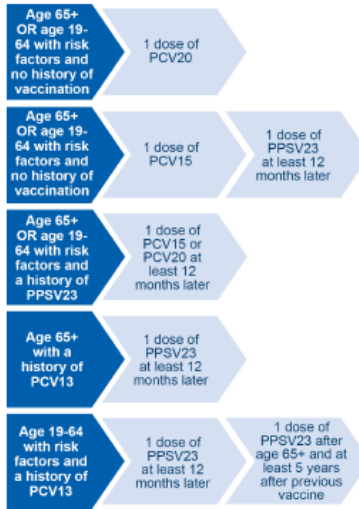 Age 65+
OR age 19-
64 with risk
factors and
no history of
vaccination
1 dose of
PCV20
Age 65+
OR age 19-
64 with risk
factors and
no history of
vaccination
1 dose of
PCV15
1 dose of
PPSV23
at least 12
months later
Age 65+
OR age 19-
64 with risk
factors and
a history of
PPSV23
1 dose of
PCV15 or
PCV20 at
least 12
months later
Age 65+
with a
history of
PCV13
1 dose of
PPSV23
at least 12
months later
Age 19-64
with risk
factors and
a history of
PCV13
1 dose of
PPSV23
at least 12
months later
1 dose of
PPSV23 after
age 65+ and at
least 5 years
after previous
vaccine